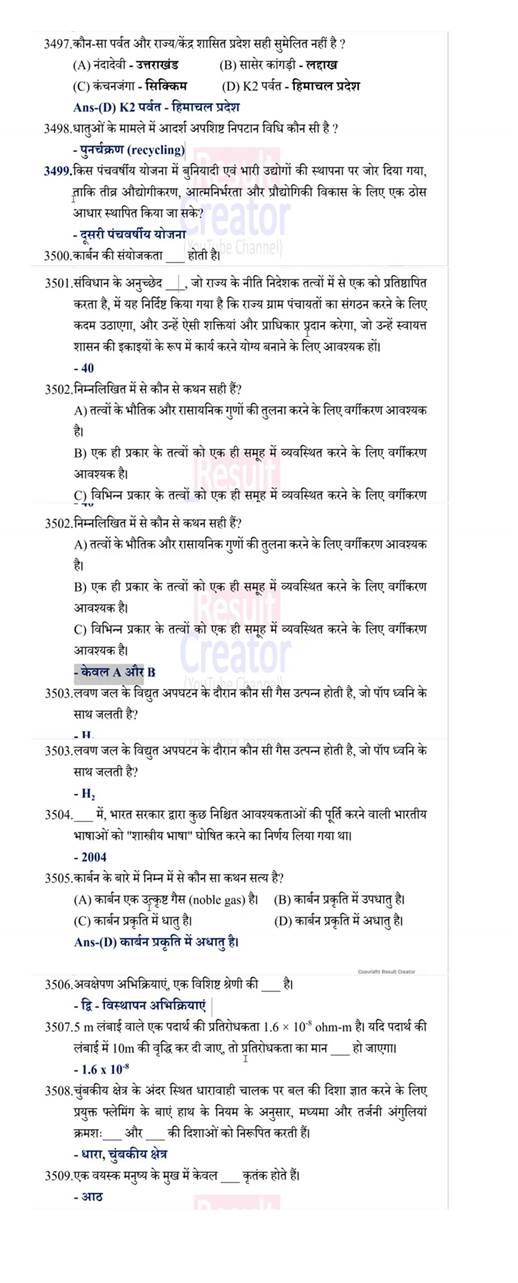 3497.कौन-सा पर्वत और राज्य/केंद्र शासित प्रदेश सही सुमेलित नहीं है ?
(A) नंदादेवी - उत्तराखंड (B) सासेर कांगड़ी - लद्दाख
(C) कंचनजंगा - सिक्किम (D) K2 पर्वत - हिमाचल प्रदेश
Ans-(D) K2 पर्वत - हिमाचल प्रदेश
3498.धातुओं के मामले में आदर्श अपशिष्ट निपटान विधि कौन सी है ?
- पुनर्चक्रण (recycling)
3499.किस पंचवर्षीय योजना में बुनियादी एवं भारी उद्योगों की स्थापना पर जोर दिया गया,
ताकि तीव्र औद्योगीकरण, आत्मनिर्भरता और प्रौद्योगिकी विकास के लिए एक ठोस
आधार स्थापित किया जा सके?
- दूसरी पंचवर्षीय योजना
3500.कार्बन की संयोजकता ___ होती है।
3501.संविधान के अनुच्छेद ___, जो राज्य के नीति निदेशक तत्वों में से एक को प्रतिष्ठापित
करता है, में यह निर्दिष्ट किया गया है कि राज्य ग्राम पंचायतों का संगठन करने के लिए
कदम उठाएगा, और उन्हें ऐसी शक्तियां और प्राधिकार प्रदान करेगा, जो उन्हें स्वायत्त
शासन की इकाइयों के रूप में कार्य करने योग्य बनाने के लिए आवश्यक हों।
- 40
3502.निम्नलिखित में से कौन से कथन सही हैं?
A) तत्वों के भौतिक और रासायनिक गुणों की तुलना करने के लिए वर्गीकरण आवश्यक
है।
B) एक ही प्रकार के तत्वों को एक ही समूह में व्यवस्थित करने के लिए वर्गीकरण
आवश्यक है।
C) विभिन्न प्रकार के तत्वों को एक ही समूह में व्यवस्थित करने के लिए वर्गीकरण
3502.निम्नलिखित में से कौन से कथन सही हैं?
A) तत्वों के भौतिक और रासायनिक गुणों की तुलना करने के लिए वर्गीकरण आवश्यक
है।
B) एक ही प्रकार के तत्वों को एक ही समूह में व्यवस्थित करने के लिए वर्गीकरण
आवश्यक है।
C) विभिन्न प्रकार के तत्वों को एक ही समूह में व्यवस्थित करने के लिए वर्गीकरण
आवश्यक है।
- केवल A और B
3503.लवण जल के विद्युत अपघटन के दौरान कौन सी गैस उत्पन्न होती है, जो पॉप ध्वनि के
साथ जलती है?
- H
3503.लवण जल के विद्युत अपघटन के दौरान कौन सी गैस उत्पन्न होती है, जो पॉप ध्वनि के
साथ जलती है?
- H₂
3504.___ में, भारत सरकार द्वारा कुछ निश्चित आवश्यकताओं की पूर्ति करने वाली भारतीय
भाषाओं को "शास्त्रीय भाषा" घोषित करने का निर्णय लिया गया था।
- 2004
3505.कार्बन के बारे में निम्न में से कौन सा कथन सत्य है?
(A) कार्बन एक उत्कृष्ट गैस (noble gas) है। (B) कार्बन प्रकृति में उपधातु है।
(C) कार्बन प्रकृति में धातु है। (D) कार्बन प्रकृति में अधातु है।
Ans-(D) कार्बन प्रकृति में अधातु है।
Copyright Result Creator
3506.अवक्षेपण अभिक्रियाएं, एक विशिष्ट श्रेणी की ___ है।
- द्वि - विस्थापन अभिक्रियाएं
3507.5 m लंबाई वाले एक पदार्थ की प्रतिरोधकता 1.6 × 10⁻⁸ ohm-m है। यदि पदार्थ की
लंबाई में 10m की वृद्धि कर दी जाए, तो प्रतिरोधकता का मान ___ हो जाएगा।
- 1.6 x 10⁻⁸
3508.चुंबकीय क्षेत्र के अंदर स्थित धारावाही चालक पर बल की दिशा ज्ञात करने के लिए
प्रयुक्त फ्लेमिंग के बाएं हाथ के नियम के अनुसार, मध्यमा और तर्जनी अंगुलियां
क्रमशः___ और ___ की दिशाओं को निरूपित करती हैं।
- धारा, चुंबकीय क्षेत्र
3509.एक वयस्क मनुष्य के मुख में केवल ___ कृतंक होते हैं।
- आठ